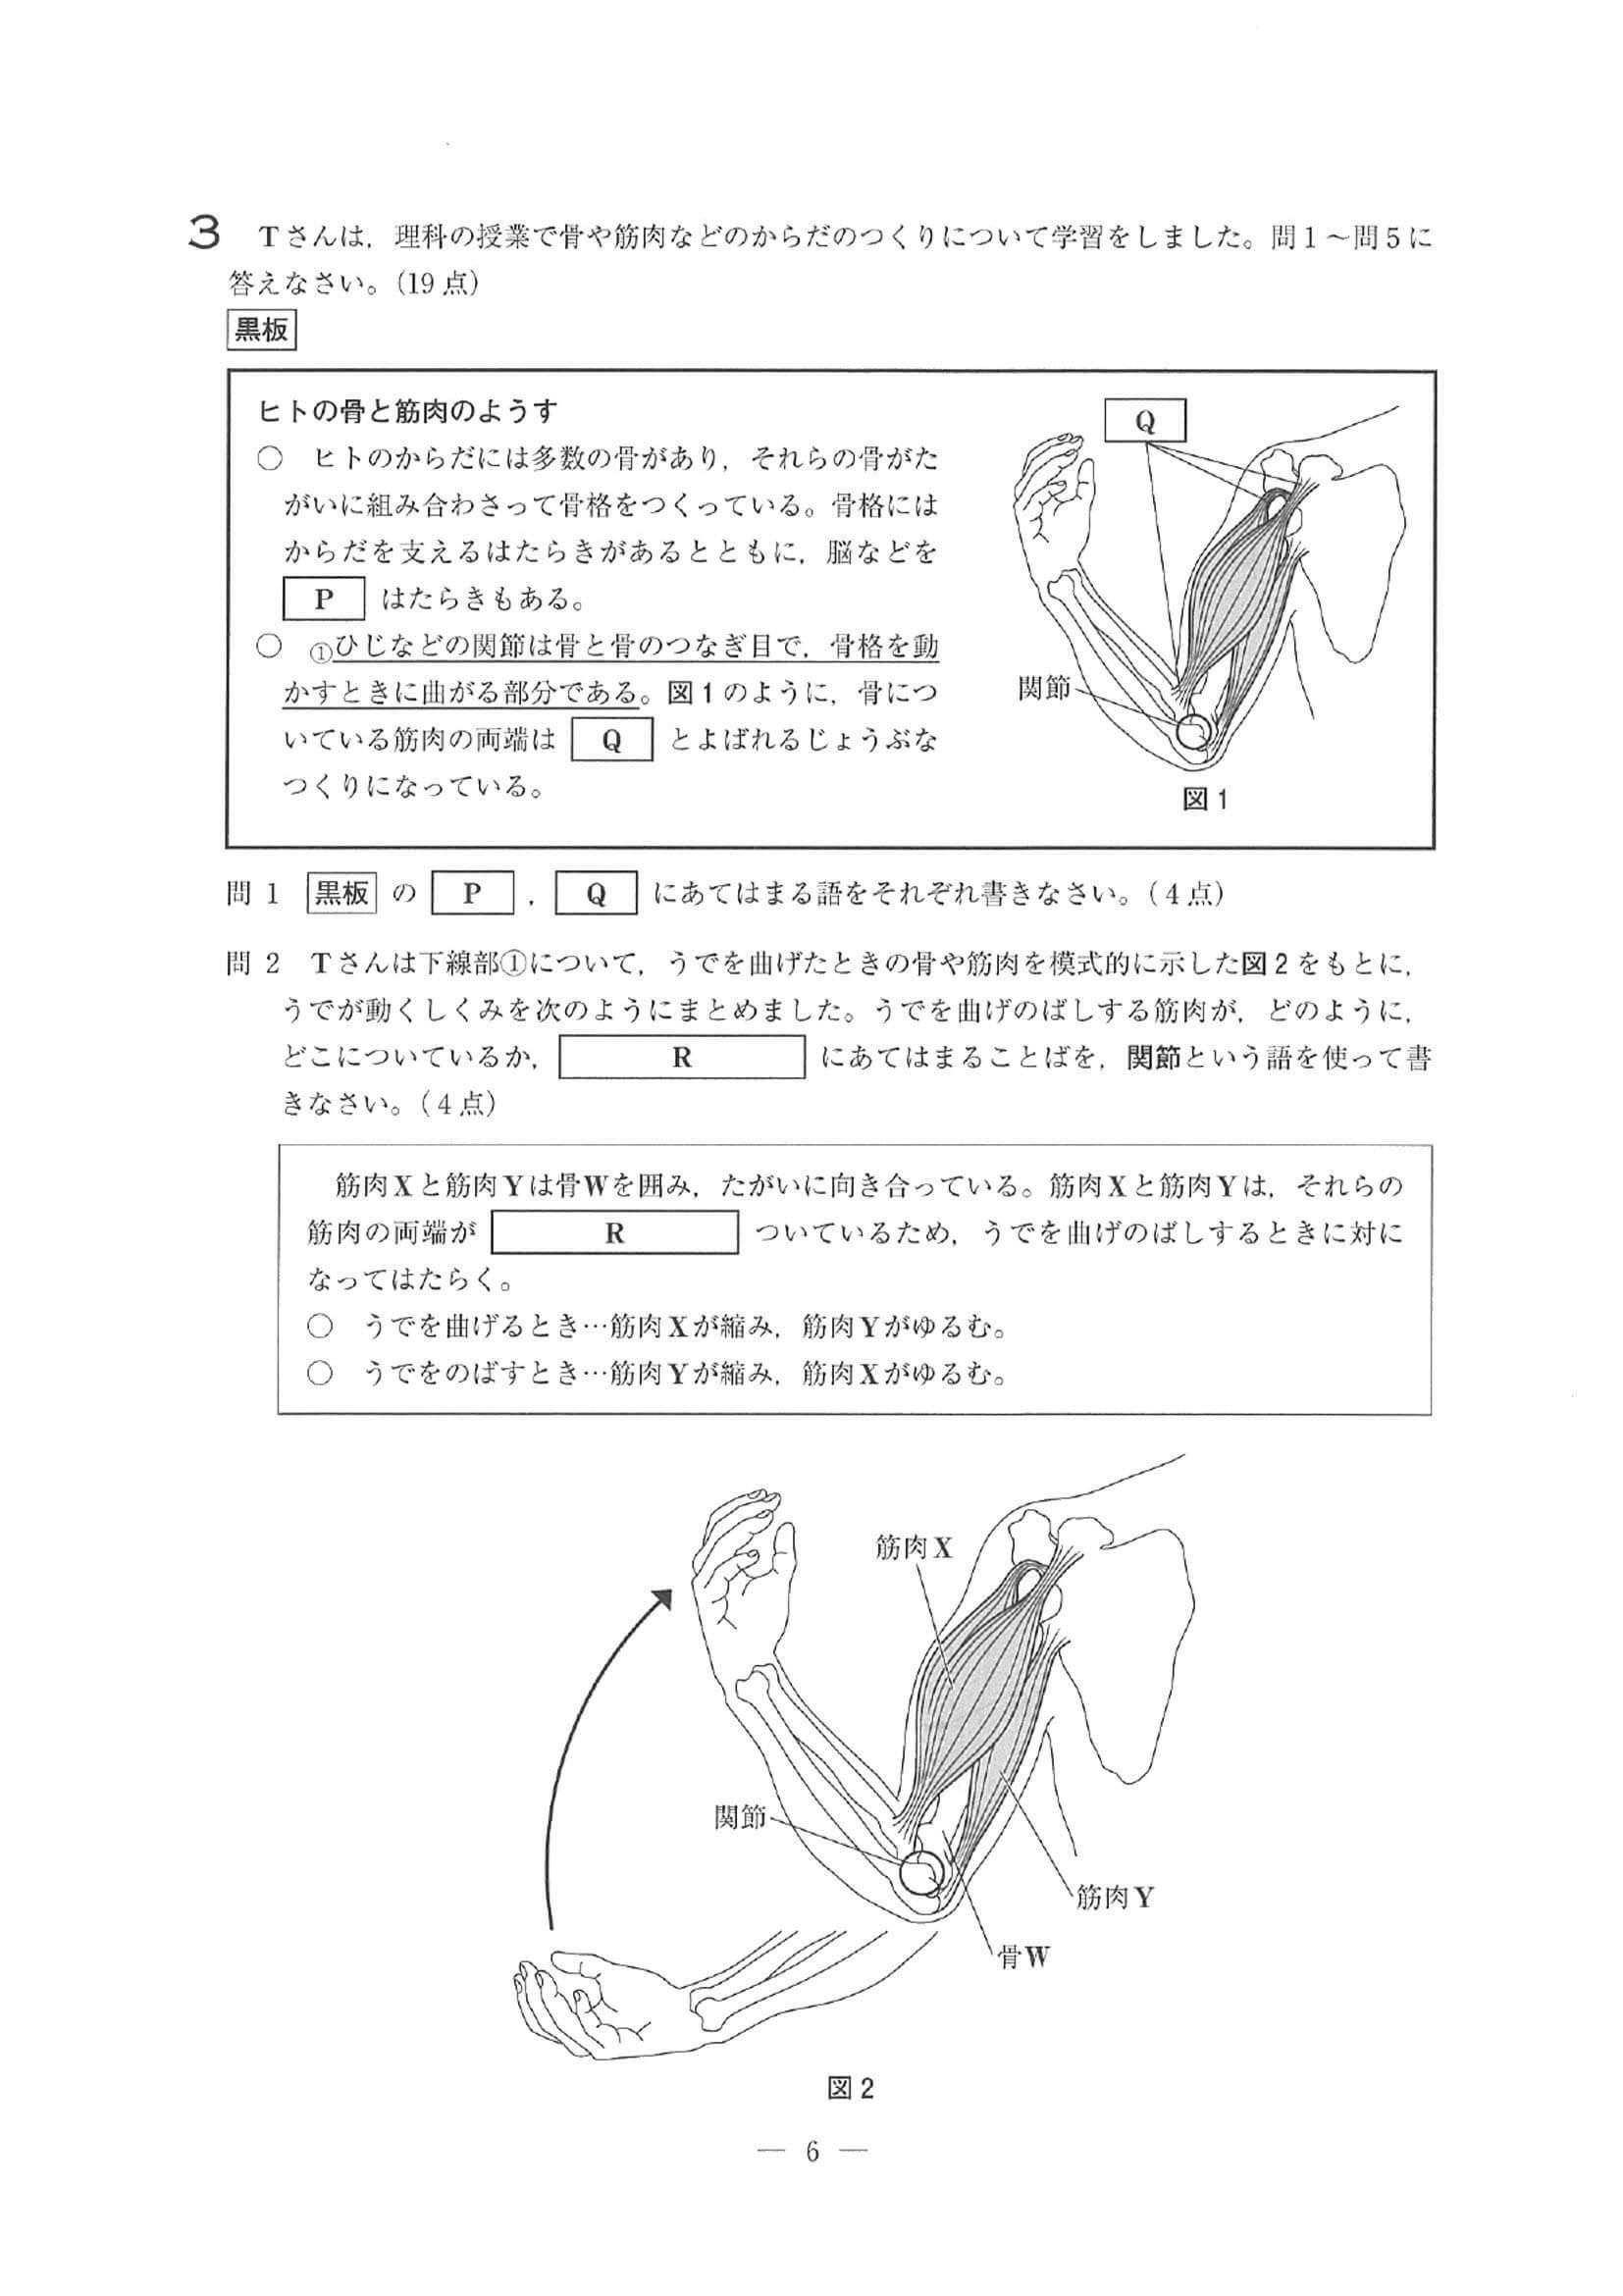 3 Tさんは，理科の授業で骨や筋肉などのからだのつくりについて学習をしました。問1～問5に
答えなさい。（19点）
黒板
ヒトの骨と筋肉のようす
○ ヒトのからだには多数の骨があり，それらの骨がた
がいに組み合わさって骨格をつくっている。骨格には
からだを支えるはたらきがあるとともに，脳などを
P はたらきもある。
○ ①ひじなどの関節は骨と骨のつなぎ目で，骨格を動
かすときに曲がる部分である。図1のように，骨につ
いている筋肉の両端は Q とよばれるじょうぶな
つくりになっている。
Q
関節
図1
問1 黒板 の P ， Q にあてはまる語をそれぞれ書きなさい。（4点）
問2 Tさんは下線部①について，うでを曲げたときの骨や筋肉を模式的に示した図2をもとに，
うでが動くしくみを次のようにまとめました。うでを曲げのばしする筋肉が，どのように，
どこについているか， R にあてはまることばを，関節という語を使って書
きなさい。（4点）
筋肉Xと筋肉Yは骨Wを囲み，たがいに向き合っている。筋肉Xと筋肉Yは，それらの
筋肉の両端が R ついているため，うでを曲げのばしするときに対に
なってはたらく。
○ うでを曲げるとき…筋肉Xが縮み，筋肉Yがゆるむ。
○ うでをのばすとき…筋肉Yが縮み，筋肉Xがゆるむ。
筋肉X
関節
筋肉Y
骨W
図2
— 6 —